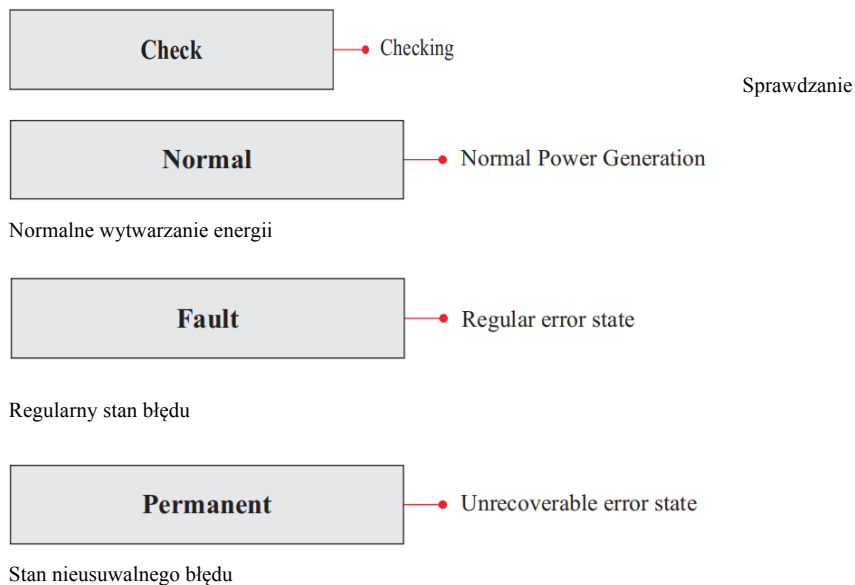 Check
Checking
Sprawdzanie
Normal
Normal Power Generation
Normalne wytwarzanie energii
Fault
Regular error state
Regularny stan błędu
Permanent
Unrecoverable error state
Stan nieusuwalnego błędu